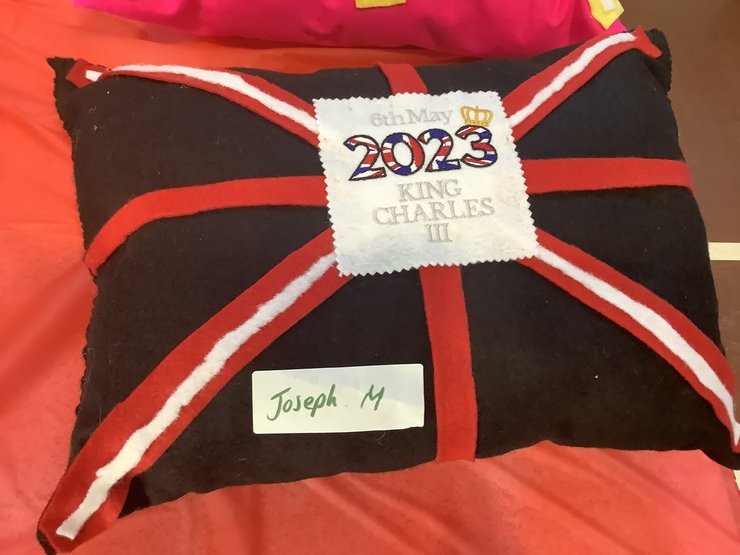 6th May
2023
KING
CHARLES
III
Joseph. M